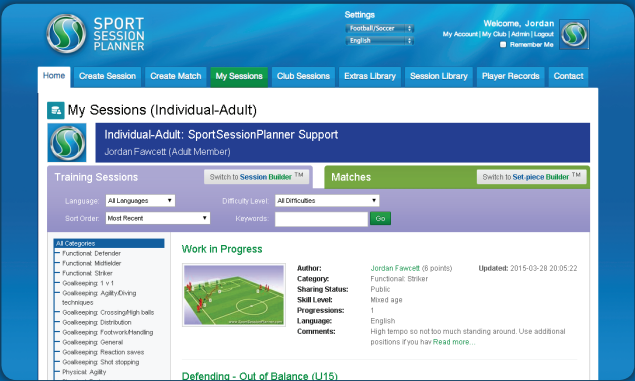 SPORT
SESSION
PLANNER
Settings
Football/Soccer
English
Welcome, Jordan
My Account | My Club | Admin | Logout
Remember Me
Home
Create Session
Create Match
My Sessions
Club Sessions
Extras Library
Session Library
Player Records
Contact
My Sessions (Individual-Adult)
Individual-Adult: SportSessionPlanner Support
Jordan Fawcett (Adult Member)
Training Sessions
Switch to Session Builder TM
Matches
Switch to Set-piece Builder TM
Language: All Languages
Difficulty Level: All Difficulties
Sort Order: Most Recent
Keywords: Go
All Categories
Functional: Defender
Functional: Midfielder
Functional: Striker
Goalkeeping: 1 v 1
Goalkeeping: Agility/Diving
techniques
Goalkeeping: Crossing/High balls
Goalkeeping: Distribution
Goalkeeping: Footwork/Handling
Goalkeeping: General
Goalkeeping: Reaction saves
Goalkeeping: Shot stopping
Physical: Agility
Work in Progress
www.SportSessionPlanner.com
Author: Jordan Fawcett (6 points)
Updated: 2015-03-28 20:05:22
Category: Functional: Striker
Sharing Status: Public
Skill Level: Mixed age
Progressions: 1
Language: English
Comments: High tempo so not too much standing around. Use additional
positions if you hav Read more...
Defending - Out of Balance (U15)